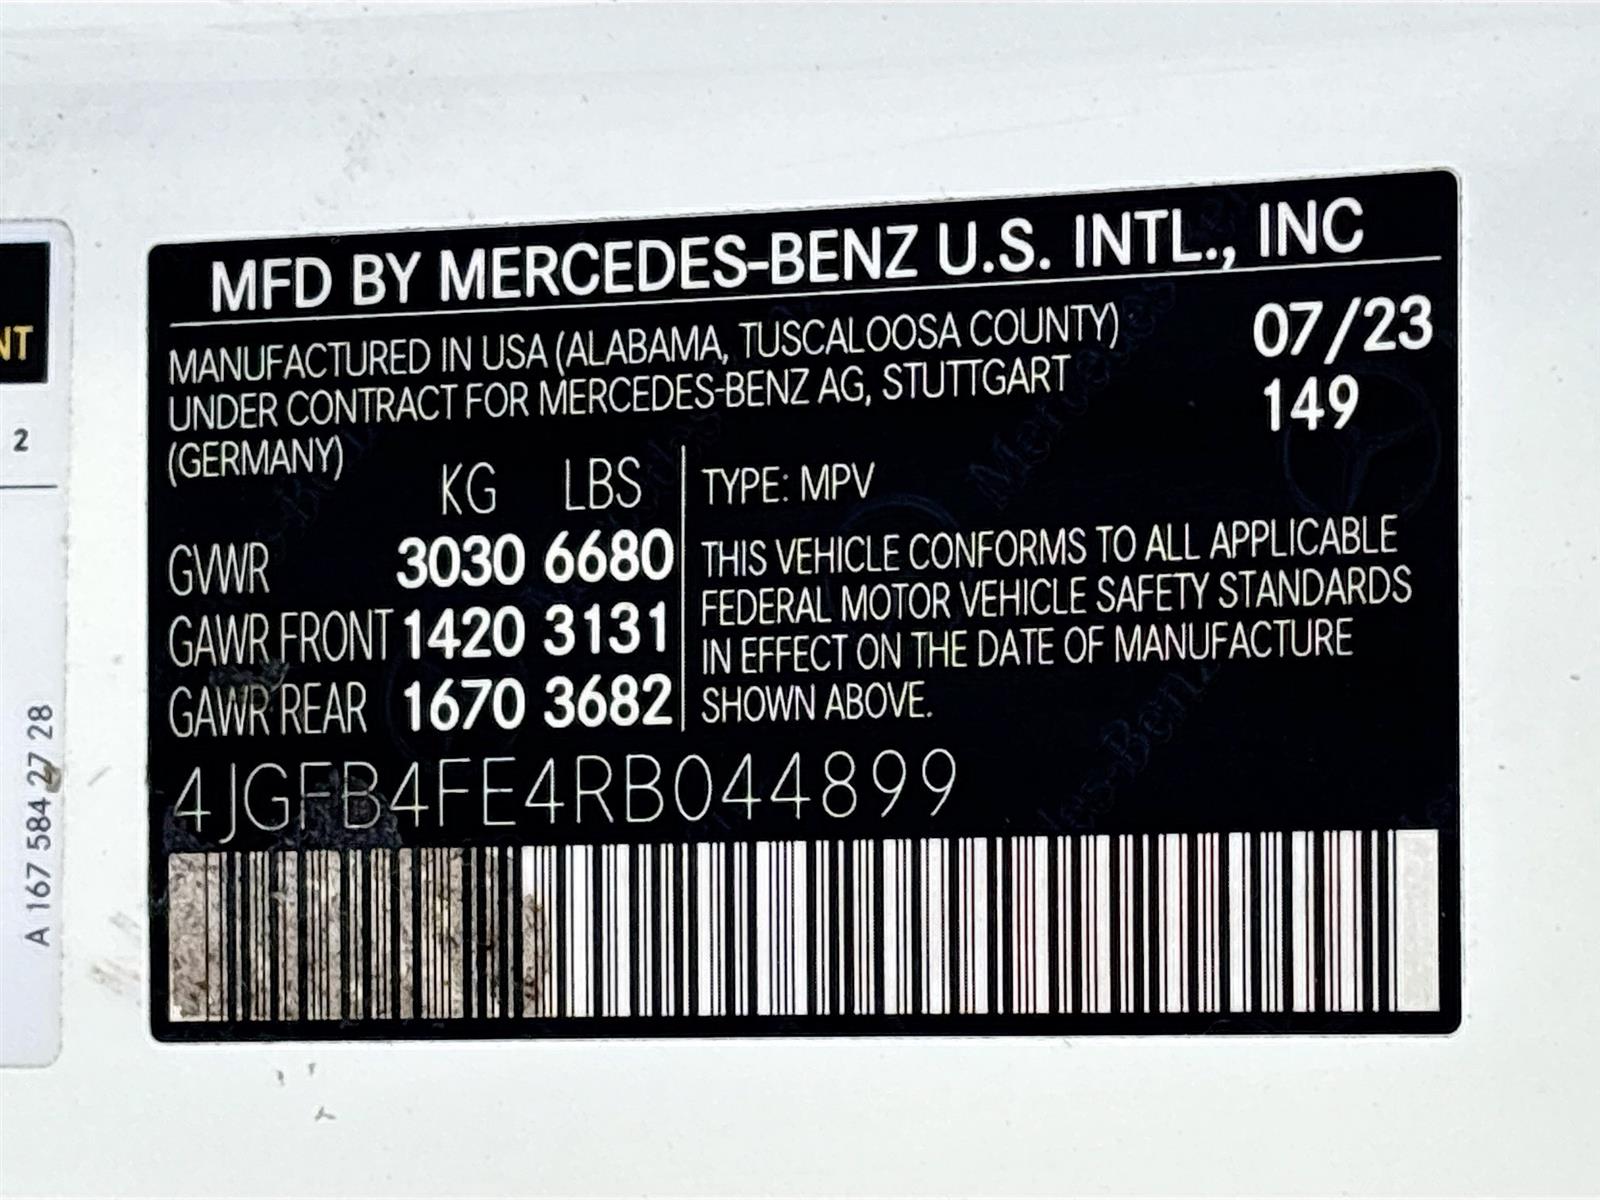 MFD BY MERCEDES-BENZ U.S. INTL., INC
MANUFACTURED IN USA (ALABAMA, TUSCALOOSA COUNTY)
UNDER CONTRACT FOR MERCEDES-BENZ AG, STUTTGART
(GERMANY)
07/23
149
KG LBS
GVWR 3030 6680
GAWR FRONT 1420 3131
GAWR REAR 1670 3682
TYPE: MPV
THIS VEHICLE CONFORMS TO ALL APPLICABLE
FEDERAL MOTOR VEHICLE SAFETY STANDARDS
IN EFFECT ON THE DATE OF MANUFACTURE
SHOWN ABOVE.
4JGFB4FE4RB044899
NT
2
A 167 584 27 28